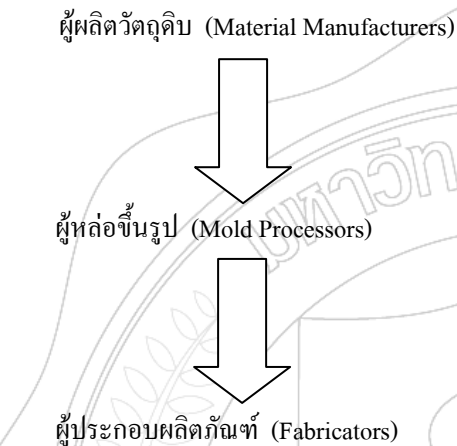 ผู้ผลิตวัตถุดิบ (Material Manufacturers)
ผู้หล่อขึ้นรูป (Mold Processors)
ผู้ประกอบผลิตภัณฑ์ (Fabricators)